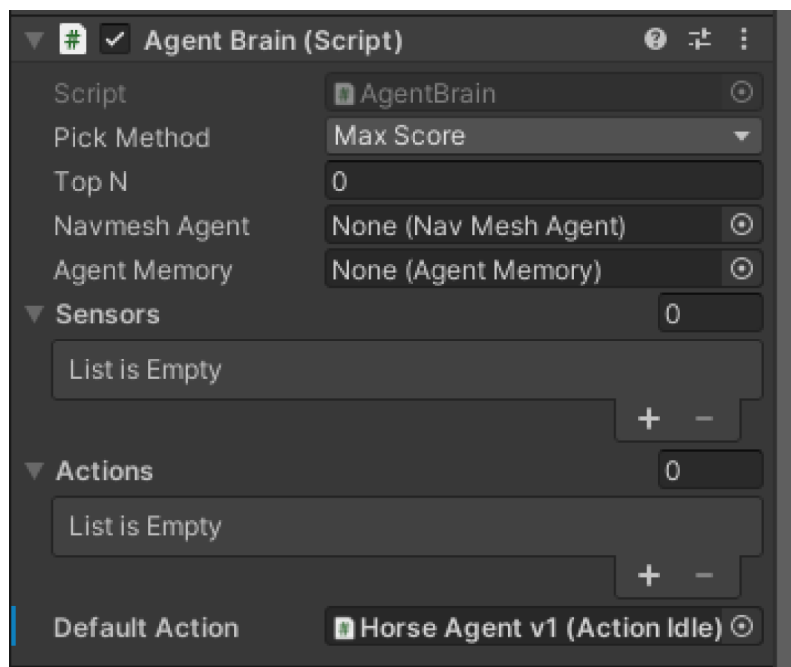 Agent Brain (Script)
Script AgentBrain
Pick Method Max Score
Top N 0
Navmesh Agent None (Nav Mesh Agent)
Agent Memory None (Agent Memory)
Sensors 0
List is Empty
+ −
Actions 0
List is Empty
+ −
Default Action Horse Agent v1 (Action Idle)